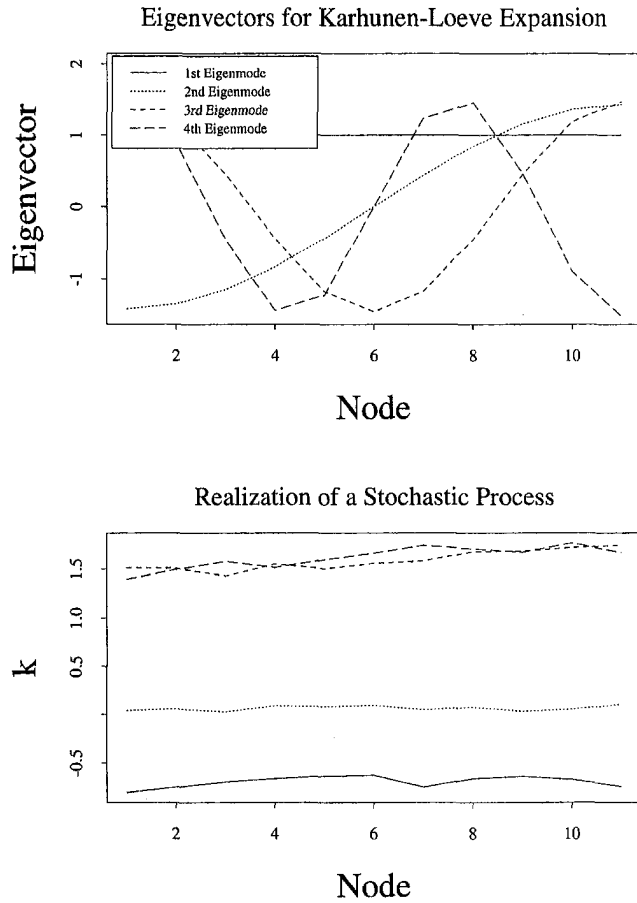 Eigenvectors for Karhunen-Loeve Expansion
2
1
0
-1
Eigenvector
1st Eigenmode
2nd Eigenmode
3rd Eigenmode
4th Eigenmode
2 4 6 8 10
Node
Realization of a Stochastic Process
1.5
1.0
0.5
-0.5
k
2 4 6 8 10
Node